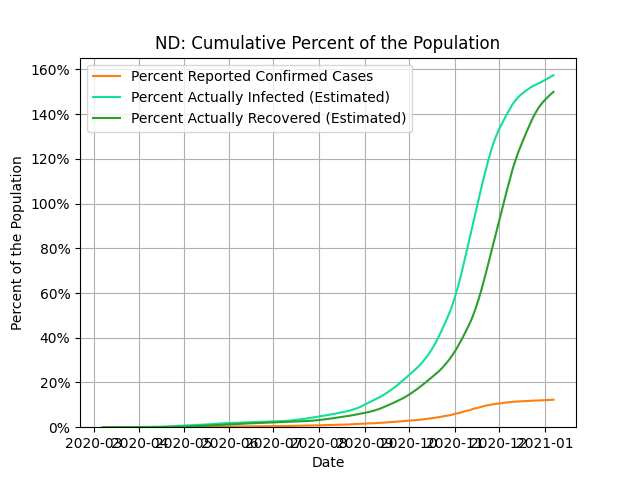 ND: Cumulative Percent of the Population
160%
140%
120%
100%
80%
60%
40%
20%
0%
Percent of the Population
Percent Reported Confirmed Cases
Percent Actually Infected (Estimated)
Percent Actually Recovered (Estimated)
2020-03 2020-04 2020-05 2020-06 2020-07 2020-08 2020-09 2020-10 2020-11 2020-12 2021-01
Date